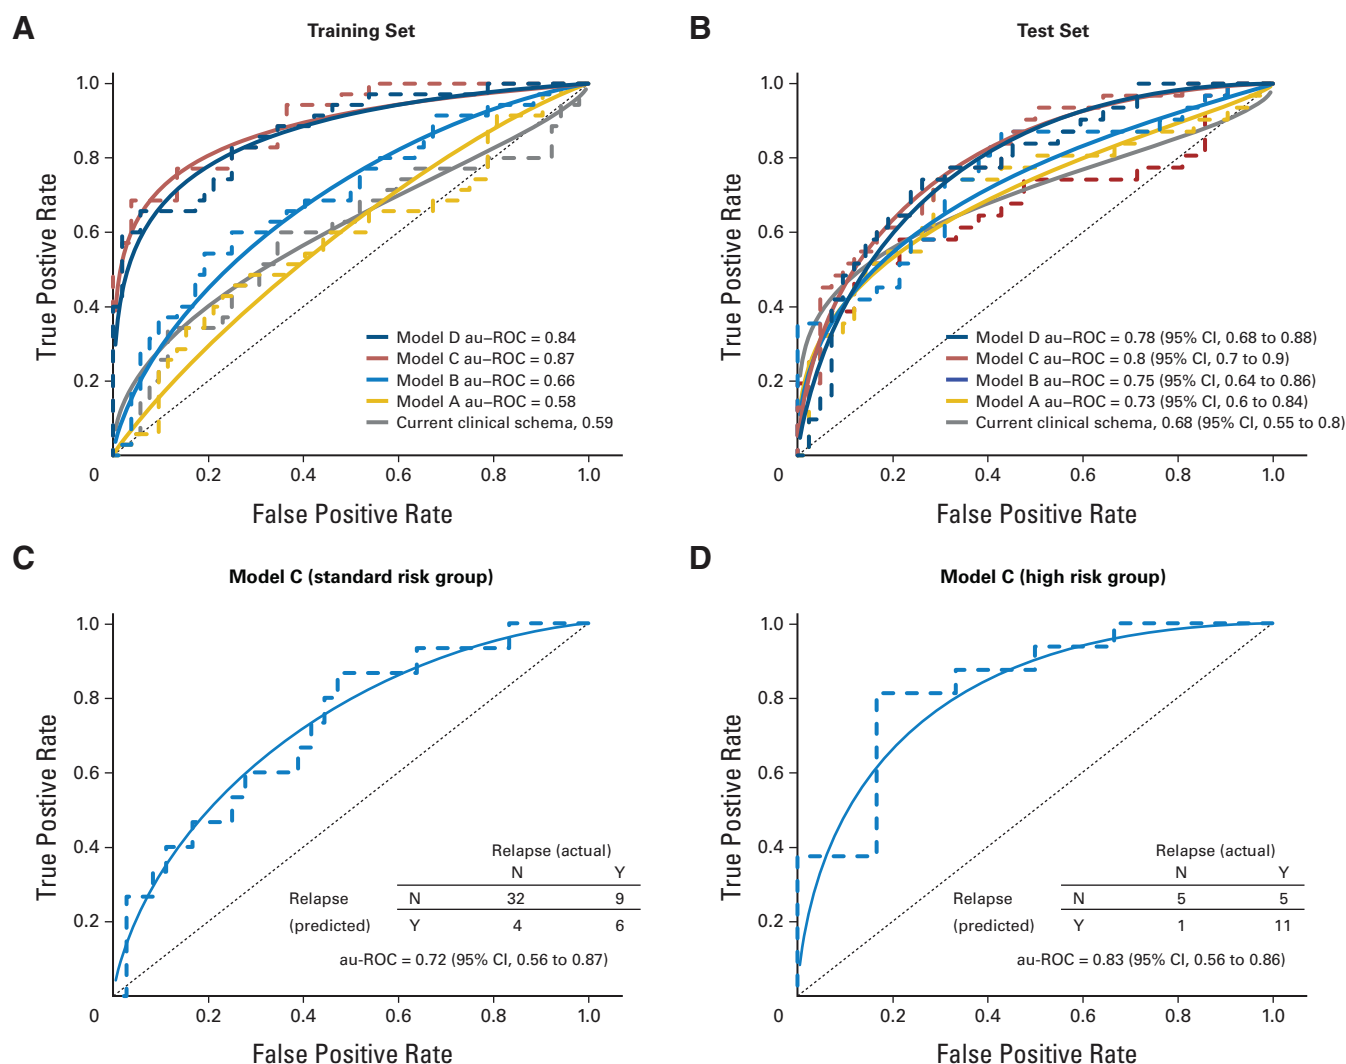 A
Training Set
True Postive Rate
1.0
0.8
0.6
0.4
0.2
0
0.2
0.4
0.6
0.8
1.0
False Positive Rate
Model D au–ROC = 0.84
Model C au–ROC = 0.87
Model B au–ROC = 0.66
Model A au–ROC = 0.58
Current clinical schema, 0.59
B
Test Set
True Postive Rate
1.0
0.8
0.6
0.4
0.2
0
0.2
0.4
0.6
0.8
1.0
False Positive Rate
Model D au–ROC = 0.78 (95% CI, 0.68 to 0.88)
Model C au–ROC = 0.8 (95% CI, 0.7 to 0.9)
Model B au–ROC = 0.75 (95% CI, 0.64 to 0.86)
Model A au–ROC = 0.73 (95% CI, 0.6 to 0.84)
Current clinical schema, 0.68 (95% CI, 0.55 to 0.8)
C
Model C (standard risk group)
True Postive Rate
1.0
0.8
0.6
0.4
0.2
0
0.2
0.4
0.6
0.8
1.0
False Positive Rate
Relapse (actual)
N Y
Relapse N 32 9
(predicted) Y 4 6
au-ROC = 0.72 (95% CI, 0.56 to 0.87)
D
Model C (high risk group)
True Postive Rate
1.0
0.8
0.6
0.4
0.2
0
0.2
0.4
0.6
0.8
1.0
False Positive Rate
Relapse (actual)
N Y
Relapse N 5 5
(predicted) Y 1 11
au-ROC = 0.83 (95% CI, 0.56 to 0.86)